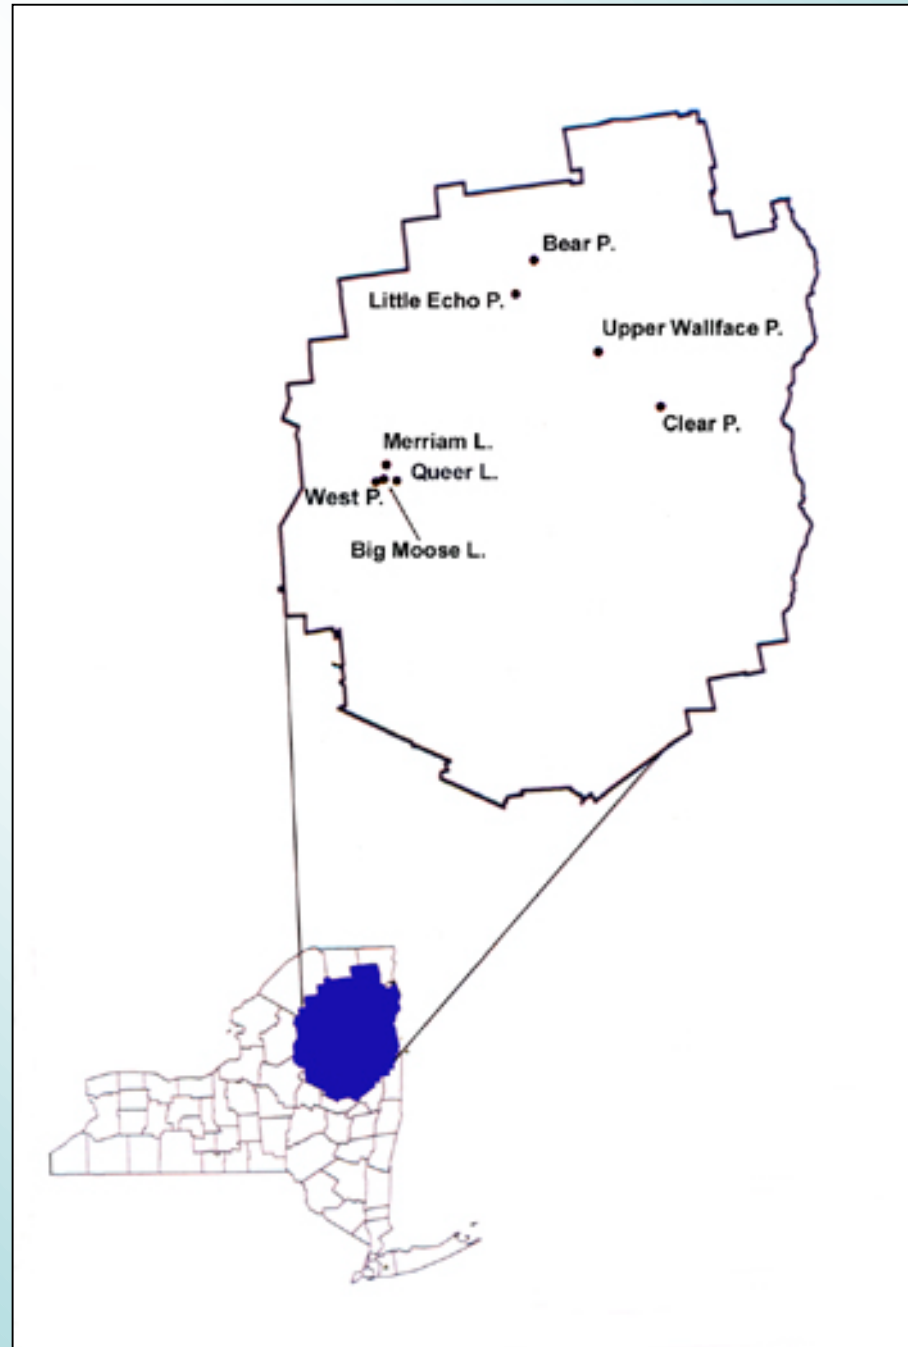 Bear P.
Little Echo P.
Upper Wallface P.
Clear P.
Merriam L.
Queer L.
West P.
Big Moose L.